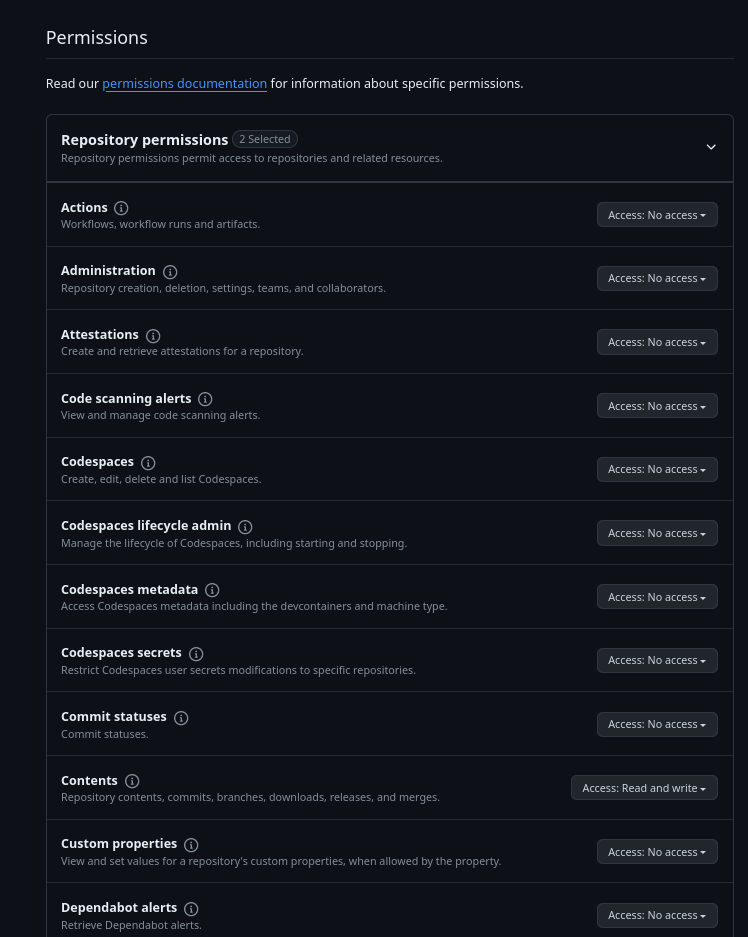 Permissions
Read our permissions documentation for information about specific permissions.
Repository permissions 2 Selected
Repository permissions permit access to repositories and related resources.
Actions
Workflows, workflow runs and artifacts.
Access: No access
Administration
Repository creation, deletion, settings, teams, and collaborators.
Access: No access
Attestations
Create and retrieve attestations for a repository.
Access: No access
Code scanning alerts
View and manage code scanning alerts.
Access: No access
Codespaces
Create, edit, delete and list Codespaces.
Access: No access
Codespaces lifecycle admin
Manage the lifecycle of Codespaces, including starting and stopping.
Access: No access
Codespaces metadata
Access Codespaces metadata including the devcontainers and machine type.
Access: No access
Codespaces secrets
Restrict Codespaces user secrets modifications to specific repositories.
Access: No access
Commit statuses
Commit statuses.
Access: No access
Contents
Repository contents, commits, branches, downloads, releases, and merges.
Access: Read and write
Custom properties
View and set values for a repository's custom properties, when allowed by the property.
Access: No access
Dependabot alerts
Retrieve Dependabot alerts.
Access: No access